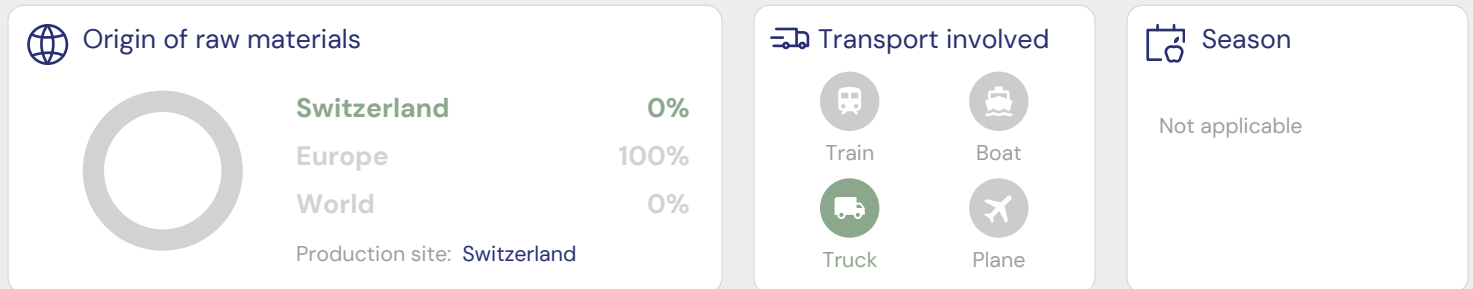 Origin of raw materials
Switzerland 0%
Europe 100%
World 0%
Production site: Switzerland
Transport involved
Train Boat
Truck Plane
Season
Not applicable